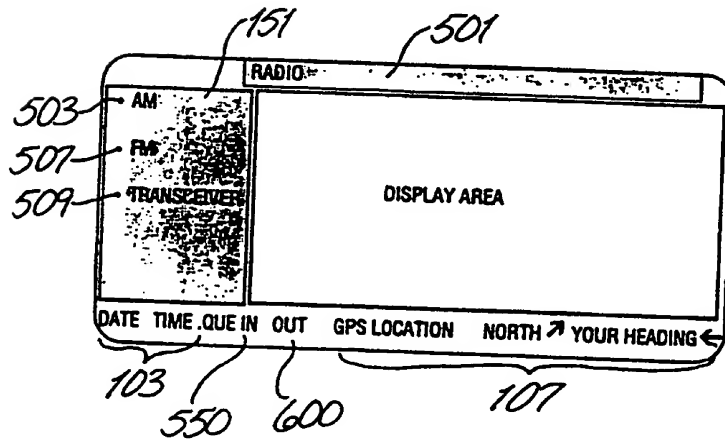 151
501
RADIO
503
AM
507
FM
509
TRANSCEIVER
DISPLAY AREA
DATE TIME .QUE IN OUT GPS LOCATION NORTH ↗ YOUR HEADING ←
103
550
600
107